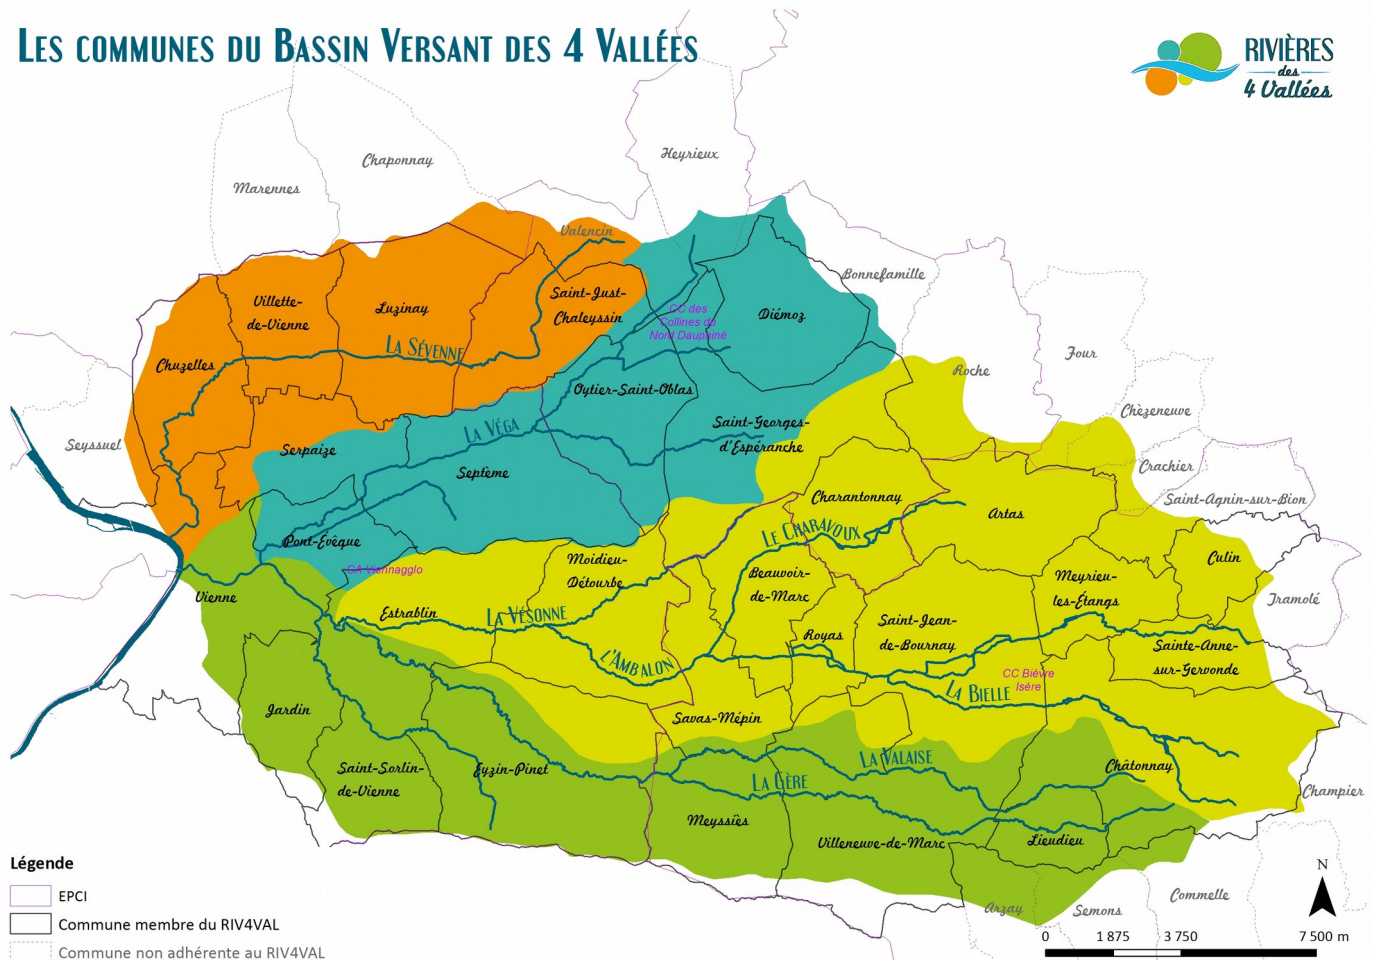 Les communes du Bassin Versant des 4 Vallées
RIVIÈRES
des
4 Vallées
Heyrieux
Chaponnay
Marennes
Valencin
Bonnefamille
Villette-
de-Vienne
Luzinay
Saint-Just-
Chaleyssin
CC des
Collines du
Nord Dauphiné
Diémoz
La Sévenne
Chuzelles
Four
Roche
Chèzeneuve
Oytier-Saint-Oblas
Seyssuel
Serpaize
La Véga
Saint-Georges-
d'Espéranche
Septème
Crachier
Saint-Agnin-sur-Bion
Charantonnay
Artas
Le Charavoux
Pont-Évêque
CA Viennagglo
Moidieu-
Détourbe
Beauvoir-
de-Marc
Meyrieu-
les-Étangs
Culin
Tramolé
Vienne
Estrablin
La Vésonne
Royas
Saint-Jean-
de-Bournay
Sainte-Anne-
sur-Gervonde
L'Ambalon
CC Bièvre
Isère
La Bielle
Jardin
Savas-Mépin
Saint-Sorlin-
de-Vienne
Eyzin-Pinet
La Valaise
La Gère
Châtonnay
Champier
Meyssiès
Villeneuve-de-Marc
Lieudieu
Arzay
Semons
Commelle
Légende
EPCI
Commune membre du RIV4VAL
Commune non adhérente au RIV4VAL
N
0 1 875 3 750 7 500 m